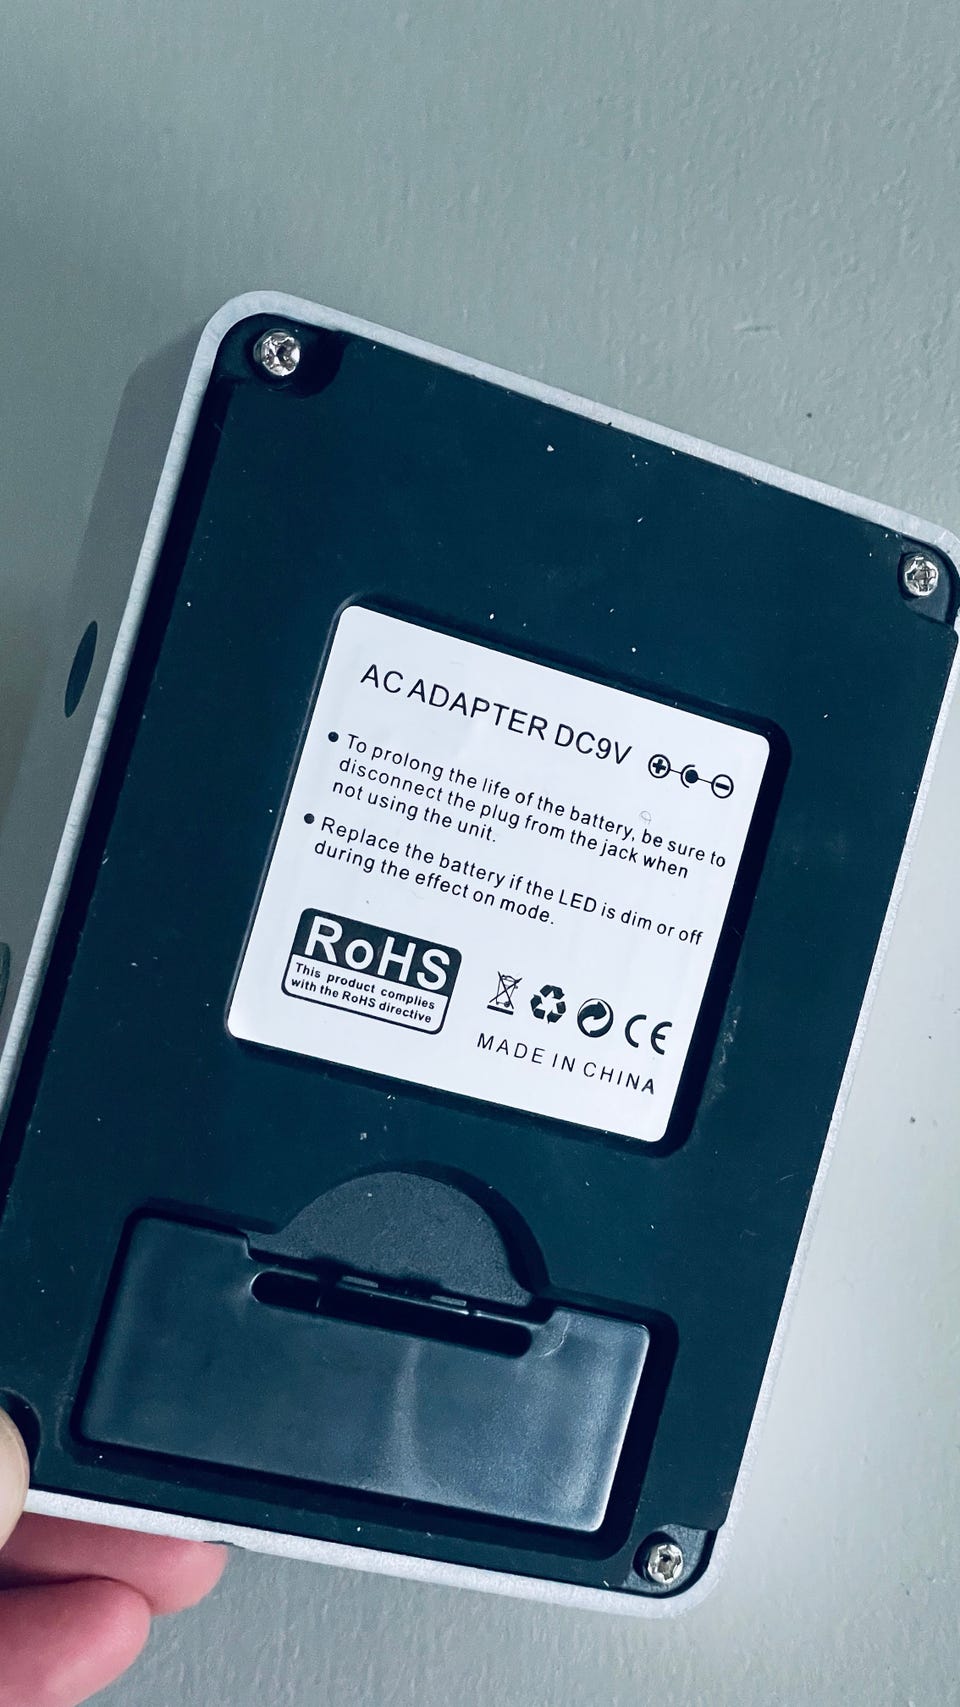 AC ADAPTER DC9V
• To prolong the life of the battery, be sure to
disconnect the plug from the jack when
not using the unit.
• Replace the battery if the LED is dim or off
during the effect on mode.
RoHS
This product complies
with the RoHS directive
CE
MADE IN CHINA